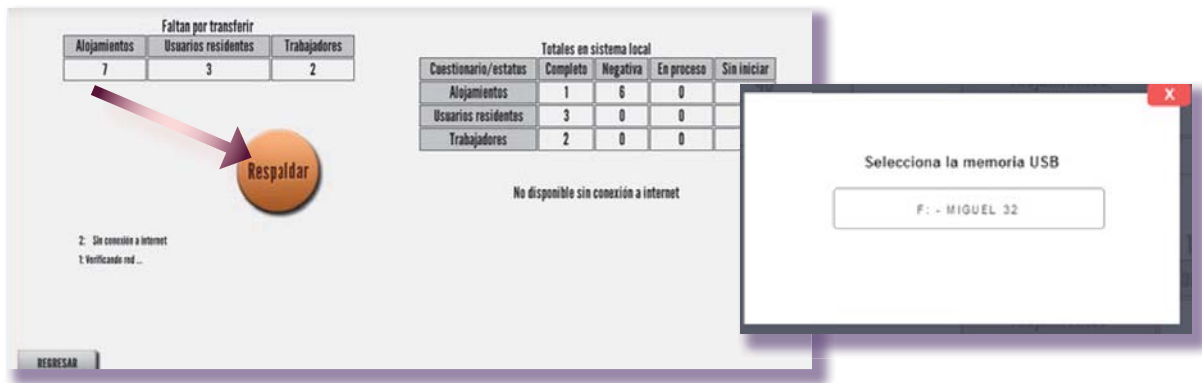 Faltan por transferir
Alojamientos Usuarios residentes Trabajadores
7 3 2
Respaldar
2: Sin conexión a internet
1: Verificando red ...
REGRESAR
Totales en sistema local
Cuestionario/estatus Completo Negativa En proceso Sin iniciar
Alojamientos 1 6 0
Usuarios residentes 3 0 0
Trabajadores 2 0 0
No disponible sin conexión a internet
X
Selecciona la memoria USB
F: - MIGUEL 32